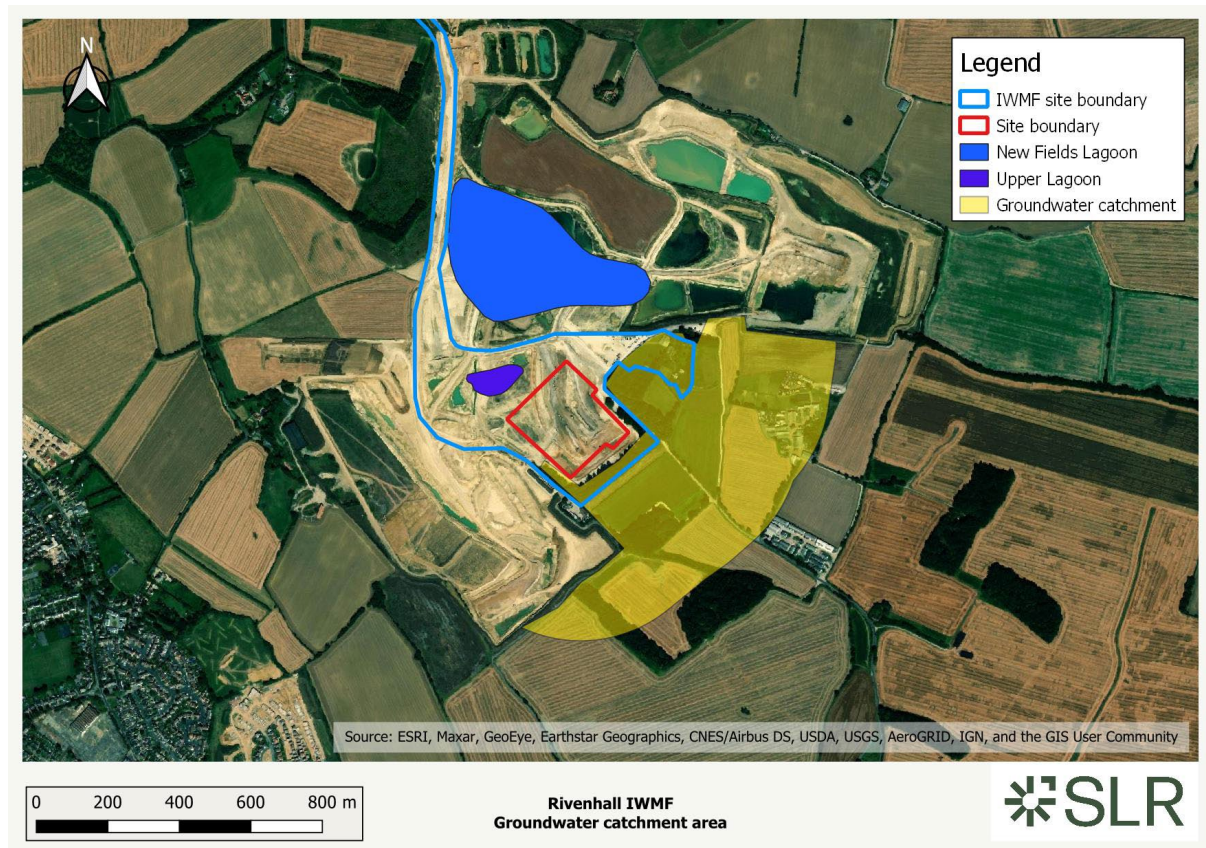 N
Legend
IWMF site boundary
Site boundary
New Fields Lagoon
Upper Lagoon
Groundwater catchment
Source: ESRI, Maxar, GeoEye, Earthstar Geographics, CNES/Airbus DS, USDA, USGS, AeroGRID, IGN, and the GIS User Community
0 200 400 600 800 m
Rivenhall IWMF
Groundwater catchment area
SLR